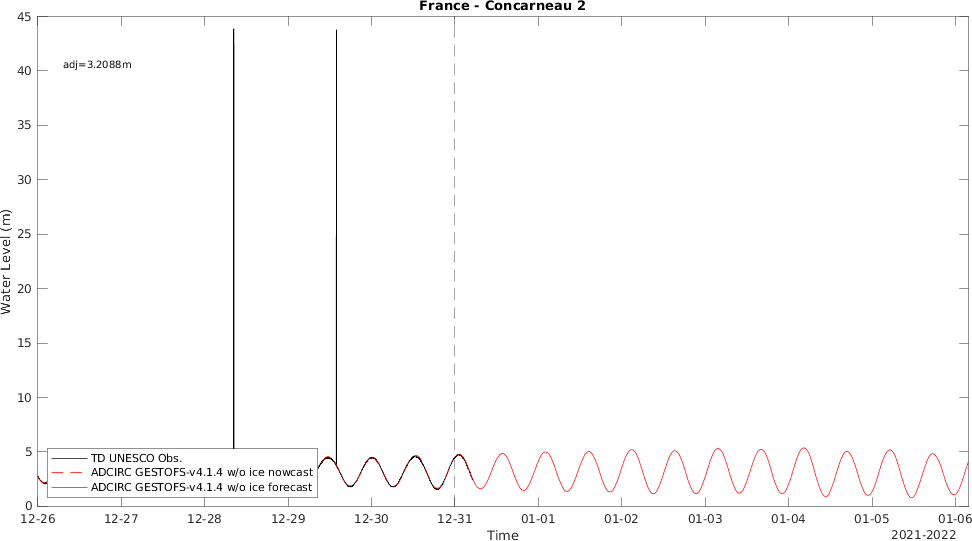 France - Concarneau 2
adj=3.2088m
Water Level (m)
45
40
35
30
25
20
15
10
5
0
TD UNESCO Obs.
ADCIRC GESTOFS-v4.1.4 w/o ice nowcast
ADCIRC GESTOFS-v4.1.4 w/o ice forecast
12-26 12-27 12-28 12-29 12-30 12-31 01-01 01-02 01-03 01-04 01-05 01-06
Time
2021-2022